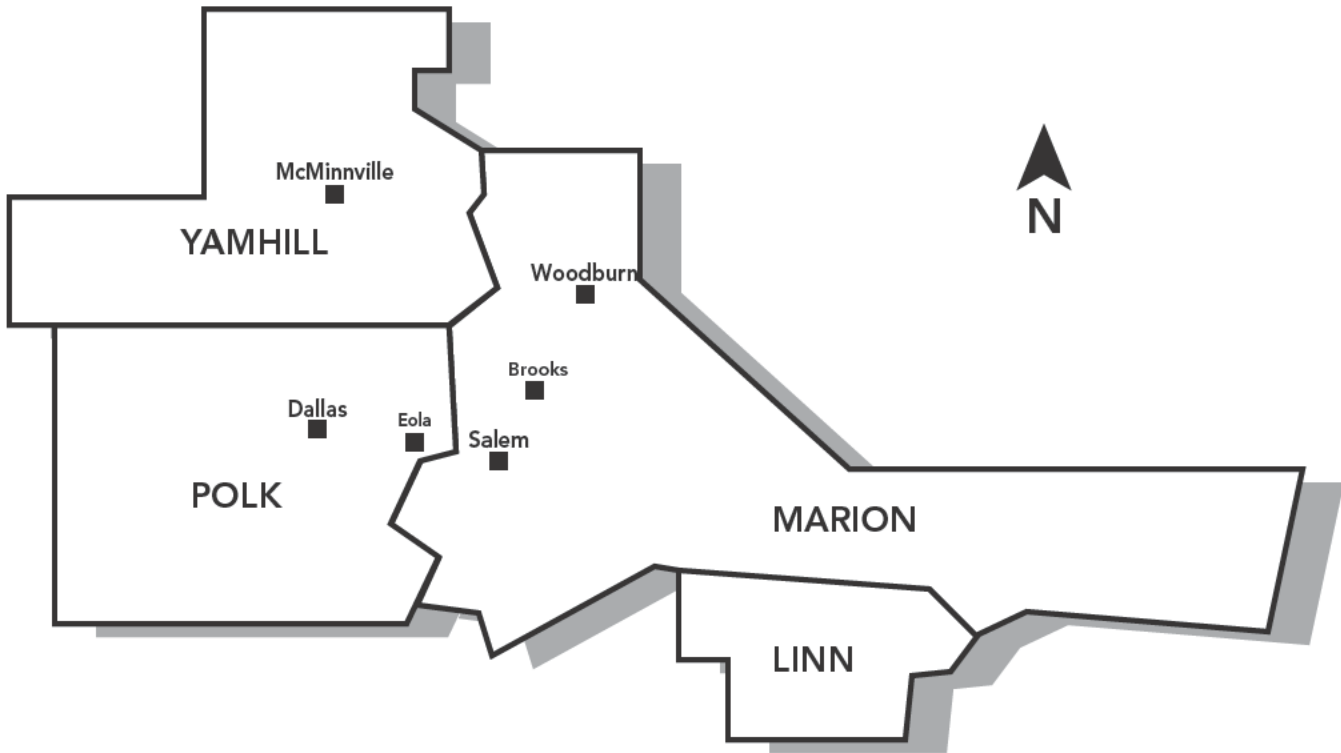 McMinnville
YAMHILL
N
Woodburn
Brooks
Dallas
Eola
Salem
POLK
MARION
LINN